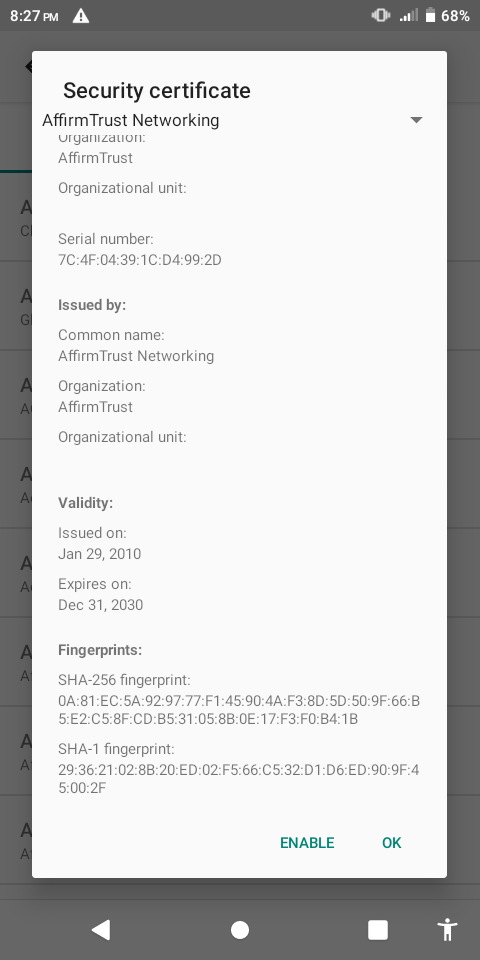 8:27 PM
68%
Security certificate
AffirmTrust Networking
Organization:
AffirmTrust
Organizational unit:
Serial number:
7C:4F:04:39:1C:D4:99:2D
Issued by:
Common name:
AffirmTrust Networking
Organization:
AffirmTrust
Organizational unit:
Validity:
Issued on:
Jan 29, 2010
Expires on:
Dec 31, 2030
Fingerprints:
SHA-256 fingerprint:
0A:81:EC:5A:92:97:77:F1:45:90:4A:F3:8D:5D:50:9F:66:B
5:E2:C5:8F:CD:B5:31:05:8B:0E:17:F3:F0:B4:1B
SHA-1 fingerprint:
29:36:21:02:8B:20:ED:02:F5:66:C5:32:D1:D6:ED:90:9F:4
5:00:2F
ENABLE OK